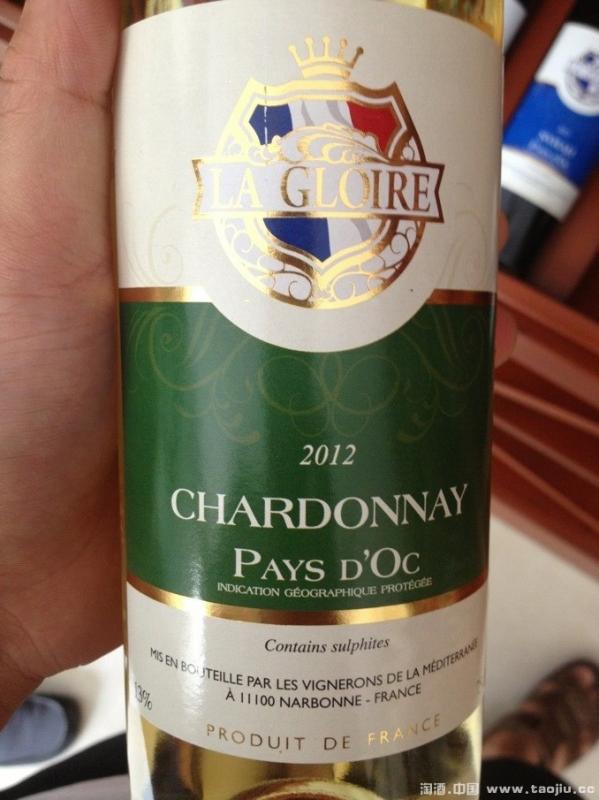 LA GLOIRE
2012
CHARDONNAY
PAYS D'OC
INDICATION GÉOGRAPHIQUE PROTÉGÉE
Contains sulphites
MIS EN BOUTEILLE PAR LES VIGNERONS DE LA MÉDITERRANÉE
À 11100 NARBONNE - FRANCE
13%
PRODUIT DE FRANCE
淘酒.中国 www.taojiu.cc